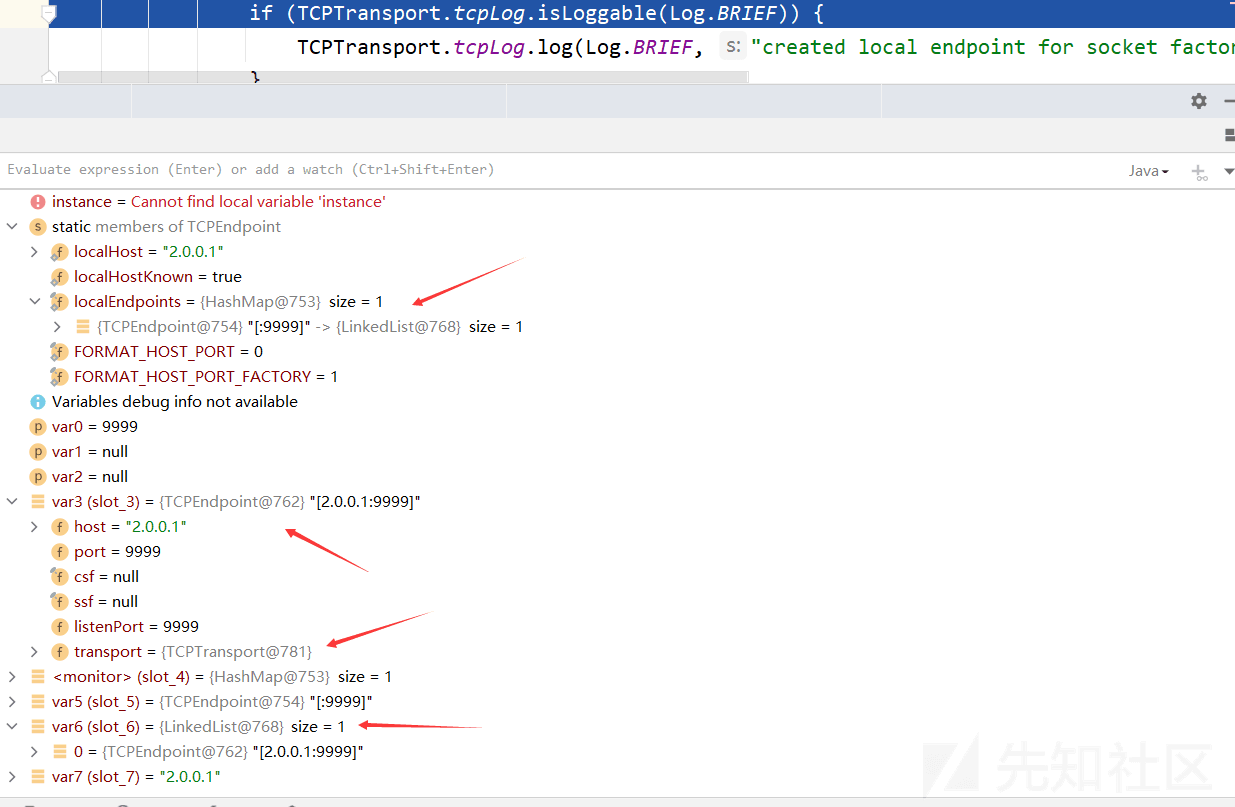 if (TCPTransport.tcpLog.isLoggable(Log.BRIEF)) {
TCPTransport.tcpLog.log(Log.BRIEF, s: "created local endpoint for socket factor
}
Evaluate expression (Enter) or add a watch (Ctrl+Shift+Enter) Java
instance = Cannot find local variable 'instance'
s static members of TCPEndpoint
f localHost = "2.0.0.1"
f localHostKnown = true
f localEndpoints = {HashMap@753} size = 1
{TCPEndpoint@754} "[:9999]" -> {LinkedList@768} size = 1
f FORMAT_HOST_PORT = 0
f FORMAT_HOST_PORT_FACTORY = 1
Variables debug info not available
p var0 = 9999
p var1 = null
p var2 = null
var3 (slot_3) = {TCPEndpoint@762} "[2.0.0.1:9999]"
f host = "2.0.0.1"
f port = 9999
f csf = null
f ssf = null
f listenPort = 9999
f transport = {TCPTransport@781}
<monitor> (slot_4) = {HashMap@753} size = 1
var5 (slot_5) = {TCPEndpoint@754} "[:9999]"
var6 (slot_6) = {LinkedList@768} size = 1
0 = {TCPEndpoint@762} "[2.0.0.1:9999]"
var7 (slot_7) = "2.0.0.1"
先知社区